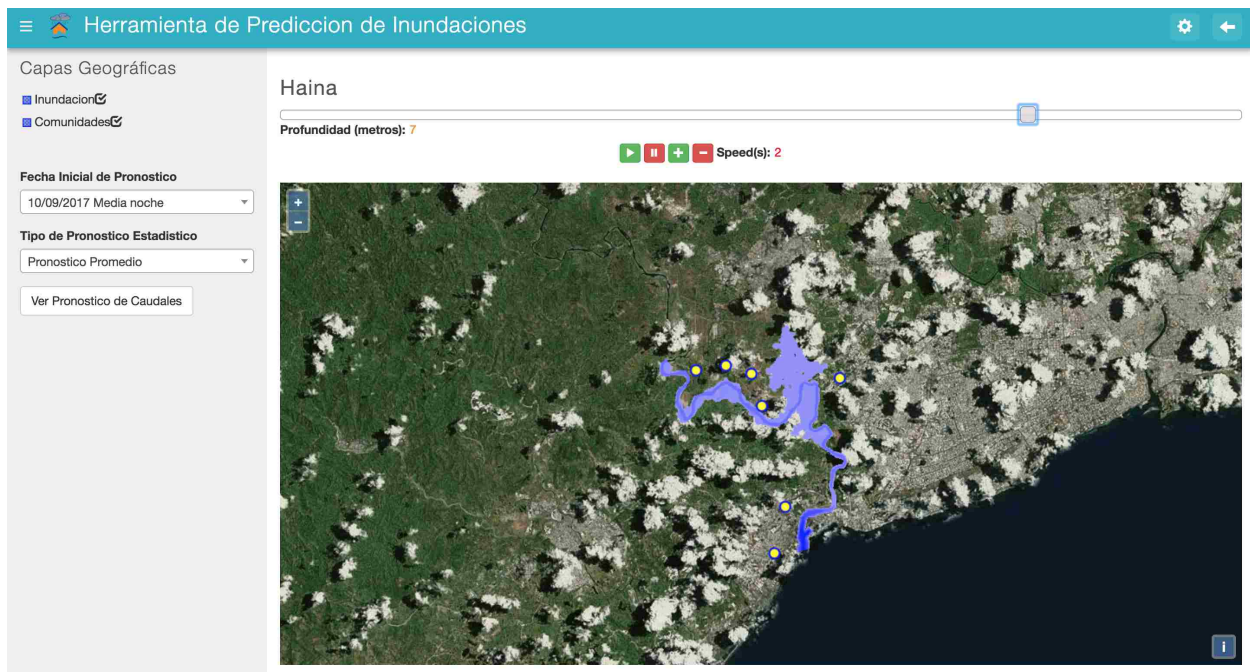 Herramienta de Prediccion de Inundaciones
Capas Geográficas
Inundacion
Comunidades
Fecha Inicial de Pronostico
10/09/2017 Media noche
Tipo de Pronostico Estadistico
Pronostico Promedio
Ver Pronostico de Caudales
Haina
Profundidad (metros): 7
Speed(s): 2
+
−
i